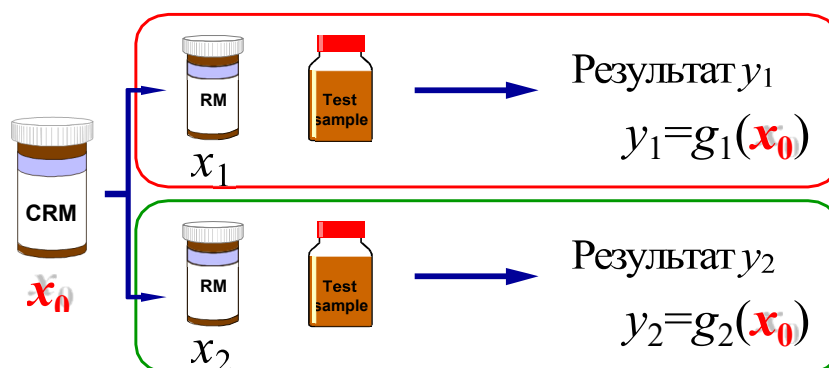 CRM
x₀
RM
x₁
Test
sample
Результат y₁
y₁=g₁(x₀)
RM
x₂
Test
sample
Результат y₂
y₂=g₂(x₀)